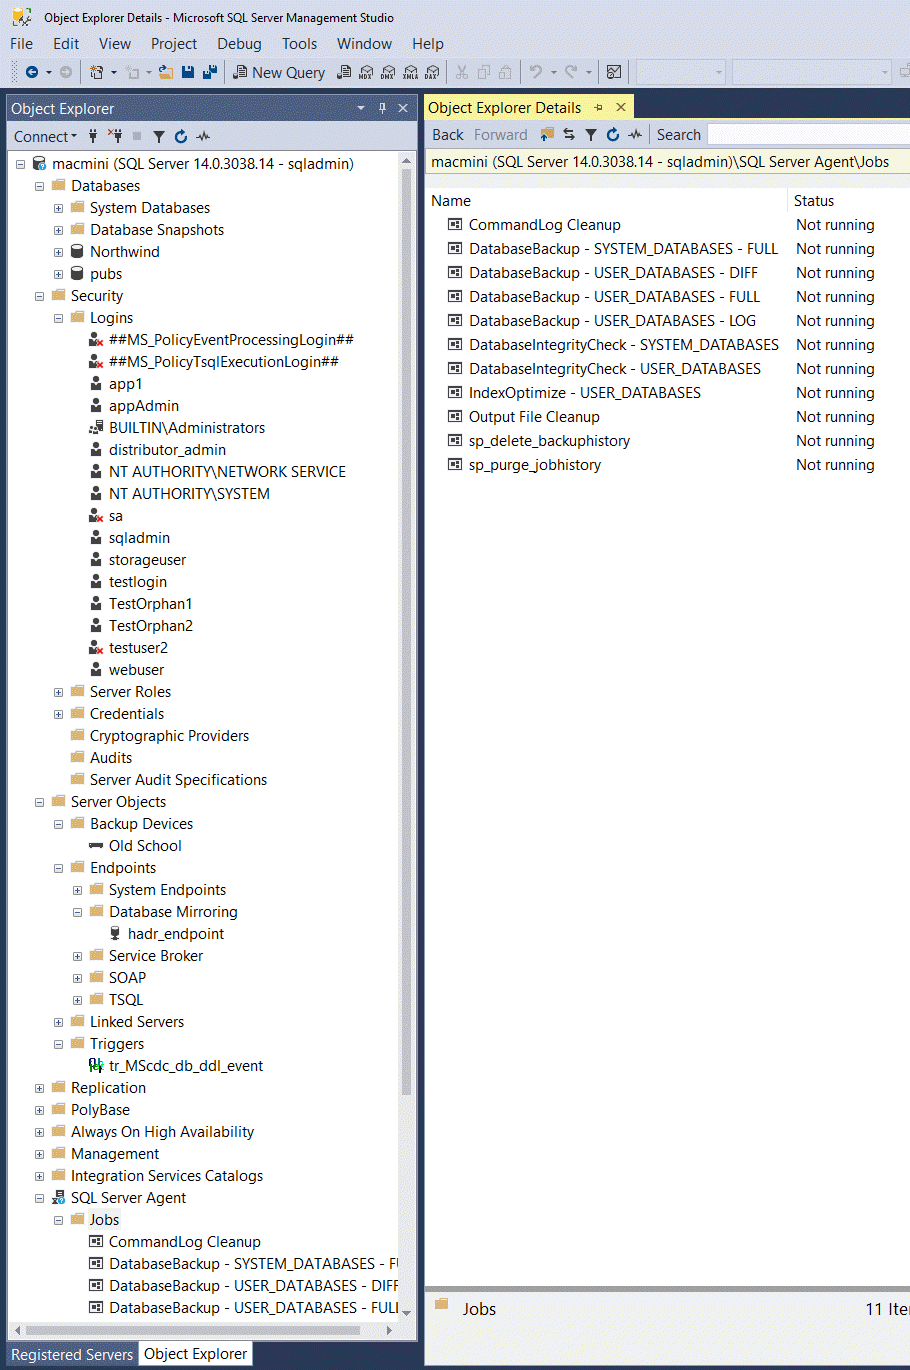 Object Explorer Details - Microsoft SQL Server Management Studio
File Edit View Project Debug Tools Window Help
New Query MDX DMX XMLA DAX
Object Explorer
Connect
macmini (SQL Server 14.0.3038.14 - sqladmin)
Databases
System Databases
Database Snapshots
Northwind
pubs
Security
Logins
##MS_PolicyEventProcessingLogin##
##MS_PolicyTsqlExecutionLogin##
app1
appAdmin
BUILTIN\Administrators
distributor_admin
NT AUTHORITY\NETWORK SERVICE
NT AUTHORITY\SYSTEM
sa
sqladmin
storageuser
testlogin
TestOrphan1
TestOrphan2
testuser2
webuser
Server Roles
Credentials
Cryptographic Providers
Audits
Server Audit Specifications
Server Objects
Backup Devices
Old School
Endpoints
System Endpoints
Database Mirroring
hadr_endpoint
Service Broker
SOAP
TSQL
Linked Servers
Triggers
tr_MScdc_db_ddl_event
Replication
PolyBase
Always On High Availability
Management
Integration Services Catalogs
SQL Server Agent
Jobs
CommandLog Cleanup
DatabaseBackup - SYSTEM_DATABASES - FU
DatabaseBackup - USER_DATABASES - DIFF
DatabaseBackup - USER_DATABASES - FULL
Registered Servers Object Explorer
Object Explorer Details
Back Forward Search
macmini (SQL Server 14.0.3038.14 - sqladmin)\SQL Server Agent\Jobs
Name Status
CommandLog Cleanup Not running
DatabaseBackup - SYSTEM_DATABASES - FULL Not running
DatabaseBackup - USER_DATABASES - DIFF Not running
DatabaseBackup - USER_DATABASES - FULL Not running
DatabaseBackup - USER_DATABASES - LOG Not running
DatabaseIntegrityCheck - SYSTEM_DATABASES Not running
DatabaseIntegrityCheck - USER_DATABASES Not running
IndexOptimize - USER_DATABASES Not running
Output File Cleanup Not running
sp_delete_backuphistory Not running
sp_purge_jobhistory Not running
Jobs 11 Ite